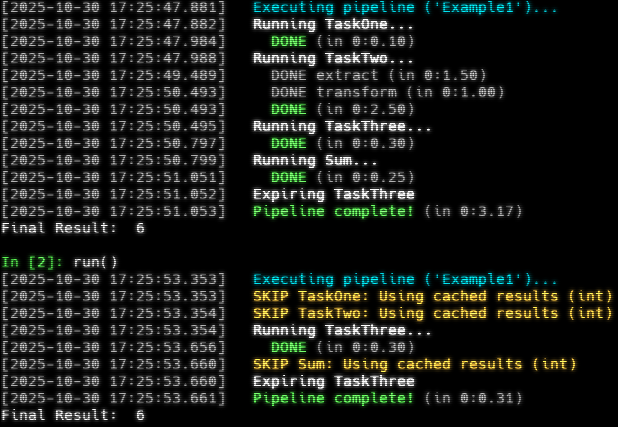 [2025-10-30 17:25:47.881] Executing pipeline ('Example1')...
[2025-10-30 17:25:47.882] Running TaskOne...
[2025-10-30 17:25:47.984] DONE (in 0:0.10)
[2025-10-30 17:25:47.988] Running TaskTwo...
[2025-10-30 17:25:49.489] DONE extract (in 0:1.50)
[2025-10-30 17:25:50.493] DONE transform (in 0:1.00)
[2025-10-30 17:25:50.493] DONE (in 0:2.50)
[2025-10-30 17:25:50.495] Running TaskThree...
[2025-10-30 17:25:50.797] DONE (in 0:0.30)
[2025-10-30 17:25:50.799] Running Sum...
[2025-10-30 17:25:51.051] DONE (in 0:0.25)
[2025-10-30 17:25:51.052] Expiring TaskThree
[2025-10-30 17:25:51.053] Pipeline complete! (in 0:3.17)
Final Result: 6
In [2]: run()
[2025-10-30 17:25:53.353] Executing pipeline ('Example1')...
[2025-10-30 17:25:53.353] SKIP TaskOne: Using cached results (int)
[2025-10-30 17:25:53.354] SKIP TaskTwo: Using cached results (int)
[2025-10-30 17:25:53.354] Running TaskThree...
[2025-10-30 17:25:53.656] DONE (in 0:0.30)
[2025-10-30 17:25:53.660] SKIP Sum: Using cached results (int)
[2025-10-30 17:25:53.660] Expiring TaskThree
[2025-10-30 17:25:53.661] Pipeline complete! (in 0:0.31)
Final Result: 6